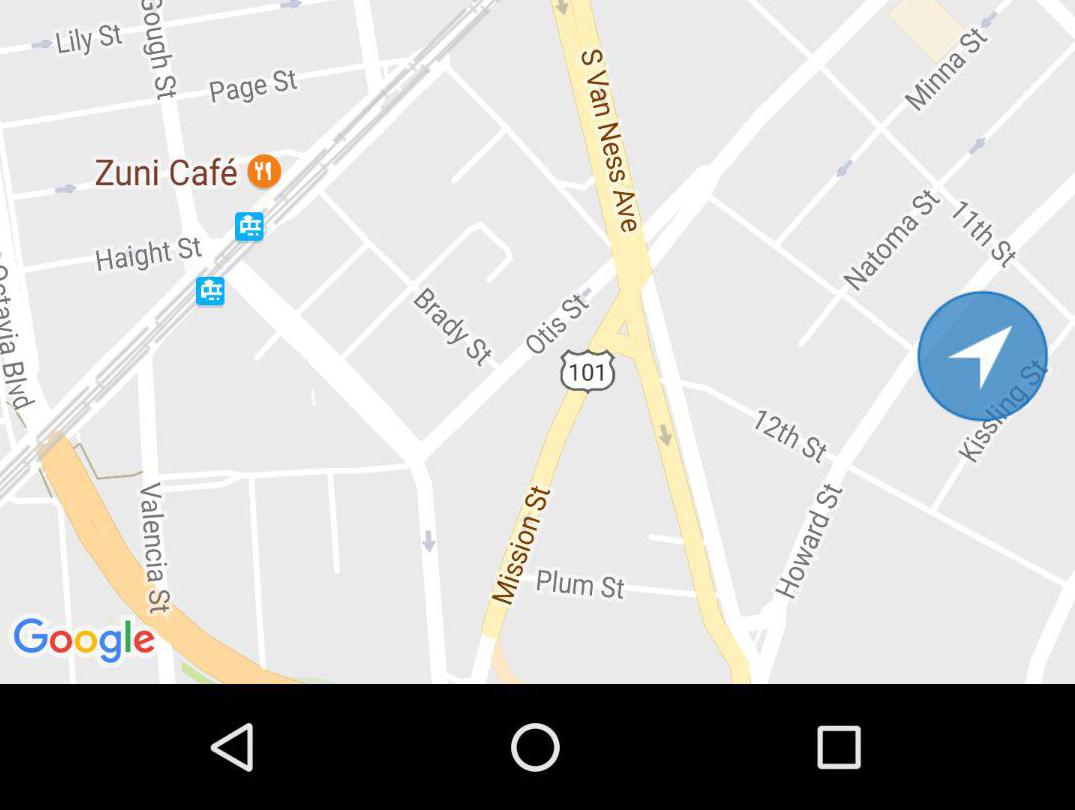 Lily St
Gough St
Page St
S Van Ness Ave
Minna St
Zuni Café
Haight St
Natoma St
11th St
Octavia Blvd
Brady St
Otis St
101
Kissling St
12th St
Valencia St
Mission St
Howard St
Plum St
Google